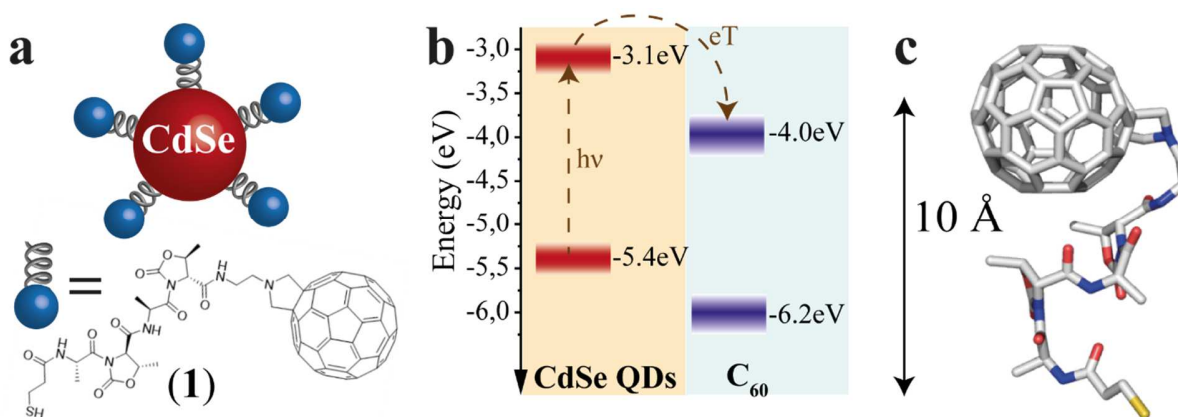 a
CdSe
=
(1)
O
O
N
O
H
N
N
O
H
N
O
O
N
H
O
O
N
O
O
H
N
O
SH
b
Energy (eV)
-3,0
-3,5
-4,0
-4,5
-5,0
-5,5
-6,0
eT
-3.1eV
-4.0eV
hν
-5.4eV
-6.2eV
CdSe QDs
C60
c
10 Å